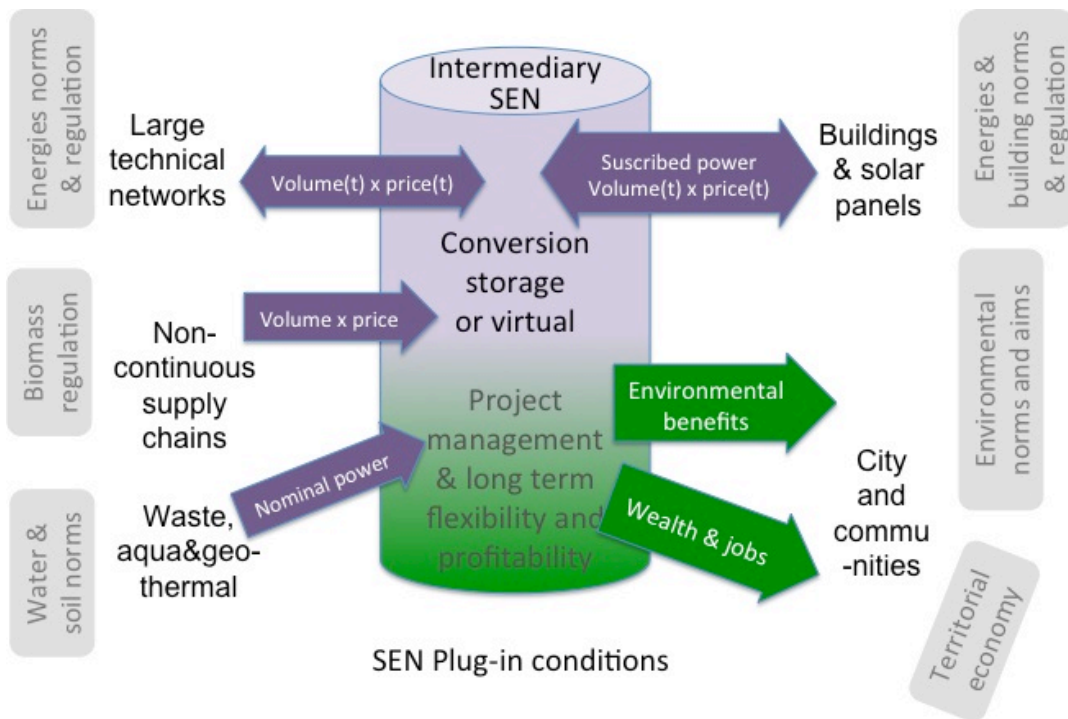 Energies norms
& regulation
Large
technical
networks
Volume(t) x price(t)
Intermediary
SEN
Suscribed power
Volume(t) x price(t)
Buildings
& solar
panels
Energies &
building norms
& regulation
Biomass
regulation
Non-
continuous
supply
chains
Volume x price
Conversion
storage
or virtual
Environmental
norms and aims
Water &
soil norms
Waste,
aqua&geo-
thermal
Nominal power
Project
management
& long term
flexibility and
profitability
Environmental
benefits
Wealth & jobs
City
and
commu
-nities
Territorial
economy
SEN Plug-in conditions